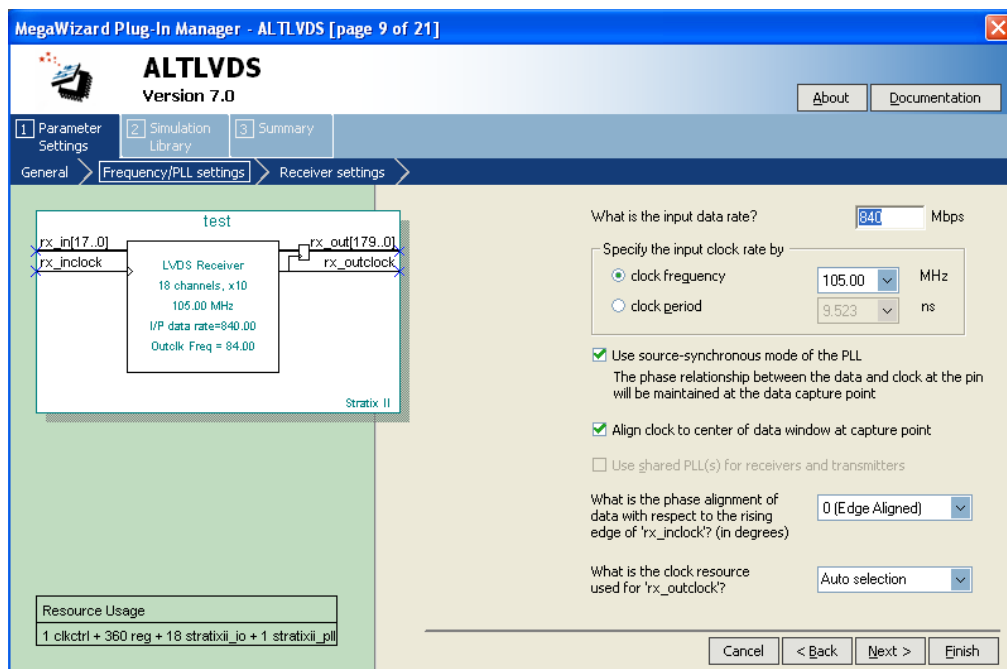 MegaWizard Plug-In Manager - ALTLVDS [page 9 of 21]
ALTLVDS
Version 7.0
About
Documentation
1 Parameter Settings
2 Simulation Library
3 Summary
General
Frequency/PLL settings
Receiver settings
test
rx_in[17..0]
rx_inclock
rx_out[179..0]
rx_outclock
LVDS Receiver
18 channels, x10
105.00 MHz
I/P data rate=840.00
Outclk Freq = 84.00
Stratix II
Resource Usage
1 clkctrl + 360 reg + 18 stratixii_io + 1 stratixii_pll
What is the input data rate? 840 Mbps
Specify the input clock rate by
clock frequency 105.00 MHz
clock period 9.523 ns
Use source-synchronous mode of the PLL
The phase relationship between the data and clock at the pin
will be maintained at the data capture point
Align clock to center of data window at capture point
Use shared PLL(s) for receivers and transmitters
What is the phase alignment of
data with respect to the rising
edge of 'rx_inclock'? (in degrees)
0 (Edge Aligned)
What is the clock resource
used for 'rx_outclock'?
Auto selection
Cancel
< Back
Next >
Finish